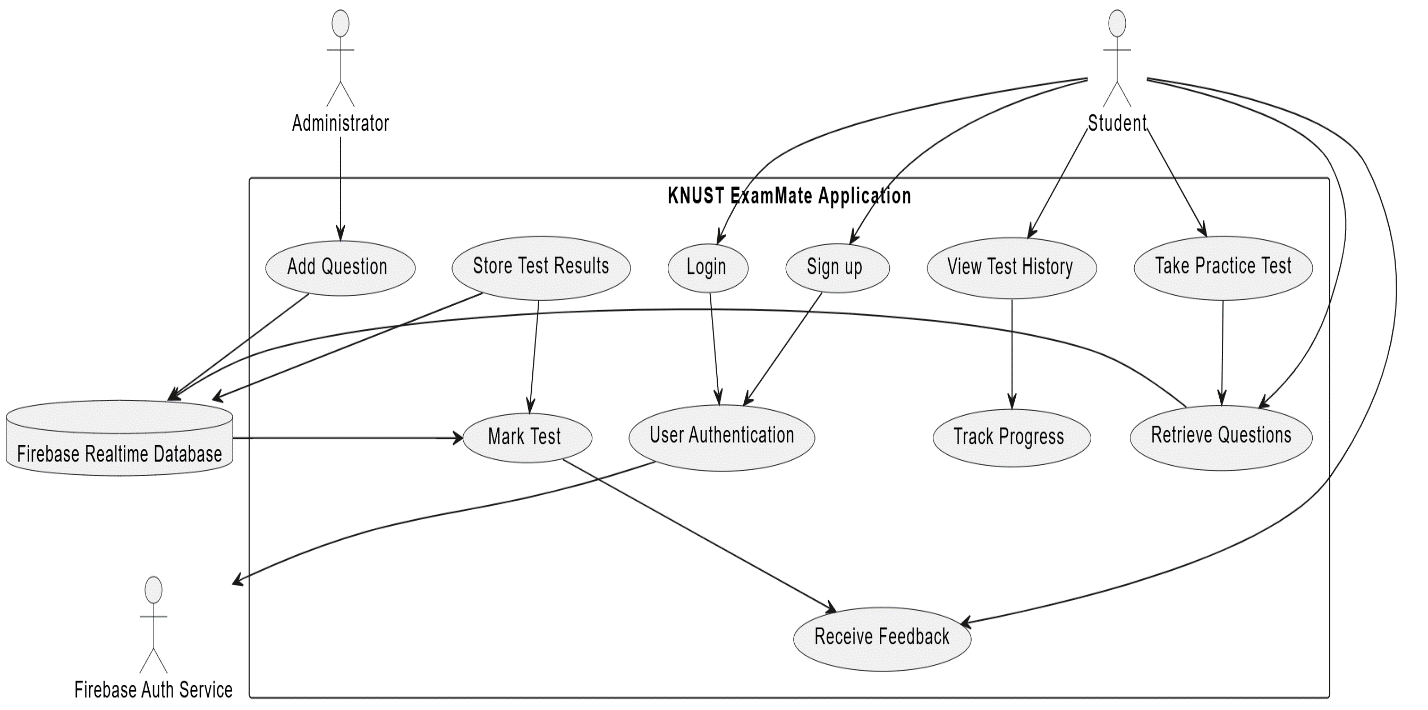 Administrator
Student
KNUST ExamMate Application
Add Question
Store Test Results
Login
Sign up
View Test History
Take Practice Test
Firebase Realtime Database
Mark Test
User Authentication
Track Progress
Retrieve Questions
Receive Feedback
Firebase Auth Service